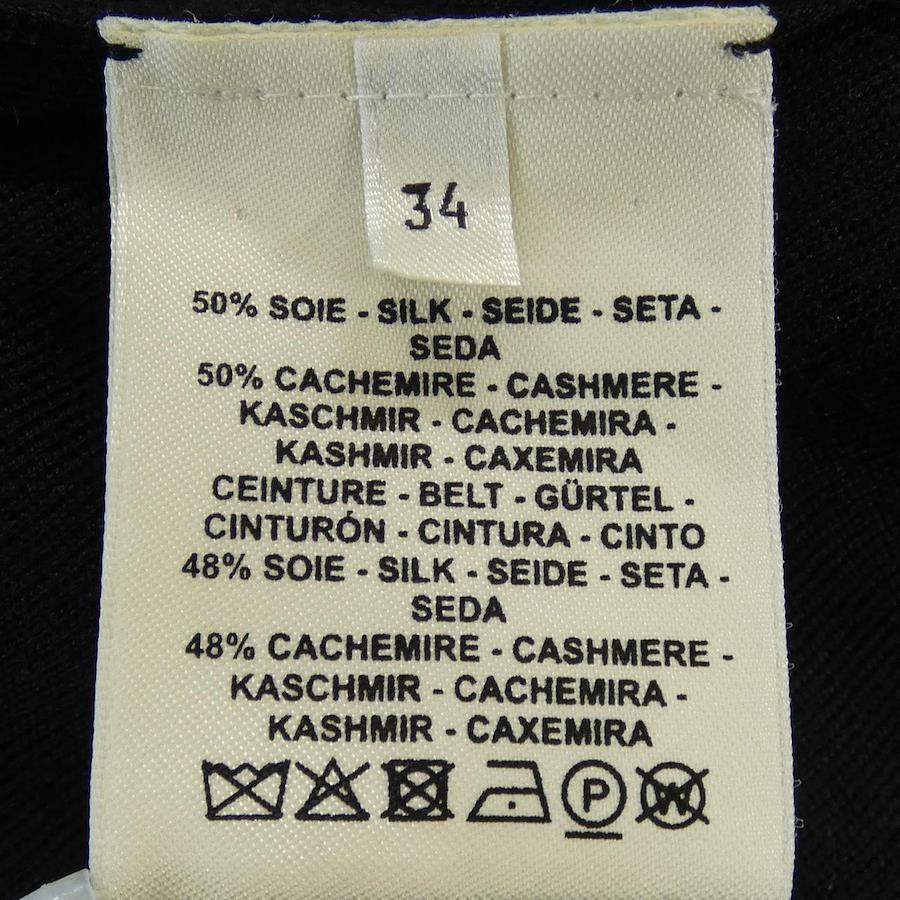 34
50% SOIE - SILK - SEIDE - SETA -
SEDA
50% CACHEMIRE - CASHMERE -
KASCHMIR - CACHEMIRA -
KASHMIR - CAXEMIRA
CEINTURE - BELT - GÜRTEL -
CINTURÓN - CINTURA - CINTO
48% SOIE - SILK - SEIDE - SETA -
SEDA
48% CACHEMIRE - CASHMERE -
KASCHMIR - CACHEMIRA -
KASHMIR - CAXEMIRA
P W